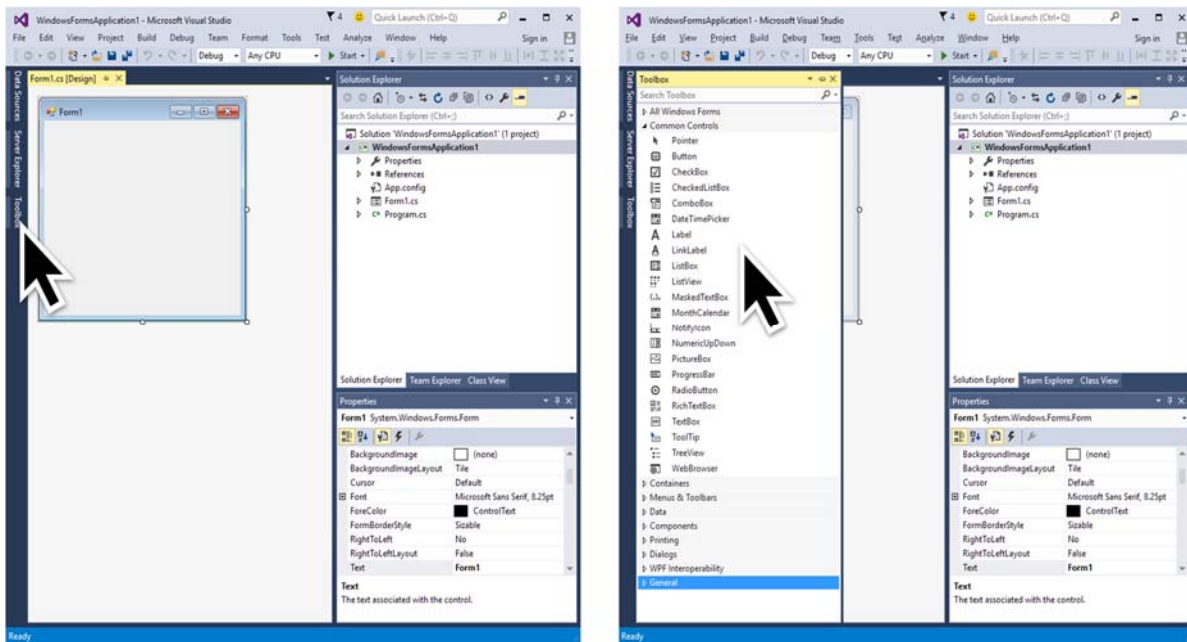 WindowsFormsApplication1 - Microsoft Visual Studio
4
Quick Launch (Ctrl+Q)
File Edit View Project Build Debug Team Format Tools Test Analyze Window Help
Sign in
Debug Any CPU Start
Data Sources
Server Explorer
Toolbox
Form1.cs [Design]
Form1
Solution Explorer
Search Solution Explorer (Ctrl+;)
Solution 'WindowsFormsApplication1' (1 project)
WindowsFormsApplication1
Properties
References
App.config
Form1.cs
C# Program.cs
Solution Explorer Team Explorer Class View
Properties
Form1 System.Windows.Forms.Form
BackgroundImage (none)
BackgroundImageLayout Tile
Cursor Default
Font Microsoft Sans Serif, 8.25pt
ForeColor ControlText
FormBorderStyle Sizable
RightToLeft No
RightToLeftLayout False
Text Form1
Text
The text associated with the control.
Ready
WindowsFormsApplication1 - Microsoft Visual Studio
4
Quick Launch (Ctrl+Q)
File Edit View Project Build Debug Team Tools Test Analyze Window Help
Sign in
Debug Any CPU Start
Data Sources
Server Explorer
Toolbox
Toolbox
Search Toolbox
All Windows Forms
Common Controls
Pointer
Button
CheckBox
CheckedListBox
ComboBox
DateTimePicker
A Label
A LinkLabel
ListBox
ListView
MaskedTextBox
MonthCalendar
NotifyIcon
NumericUpDown
PictureBox
ProgressBar
RadioButton
RichTextBox
TextBox
ToolTip
TreeView
WebBrowser
Containers
Menus & Toolbars
Data
Components
Printing
Dialogs
WPF Interoperability
General
Solution Explorer
Search Solution Explorer (Ctrl+;)
Solution 'WindowsFormsApplication1' (1 project)
WindowsFormsApplication1
Properties
References
App.config
Form1.cs
C# Program.cs
Solution Explorer Team Explorer Class View
Properties
Form1 System.Windows.Forms.Form
BackgroundImage (none)
BackgroundImageLayout Tile
Cursor Default
Font Microsoft Sans Serif, 8.25pt
ForeColor ControlText
FormBorderStyle Sizable
RightToLeft No
RightToLeftLayout False
Text Form1
Text
The text associated with the control.
Ready